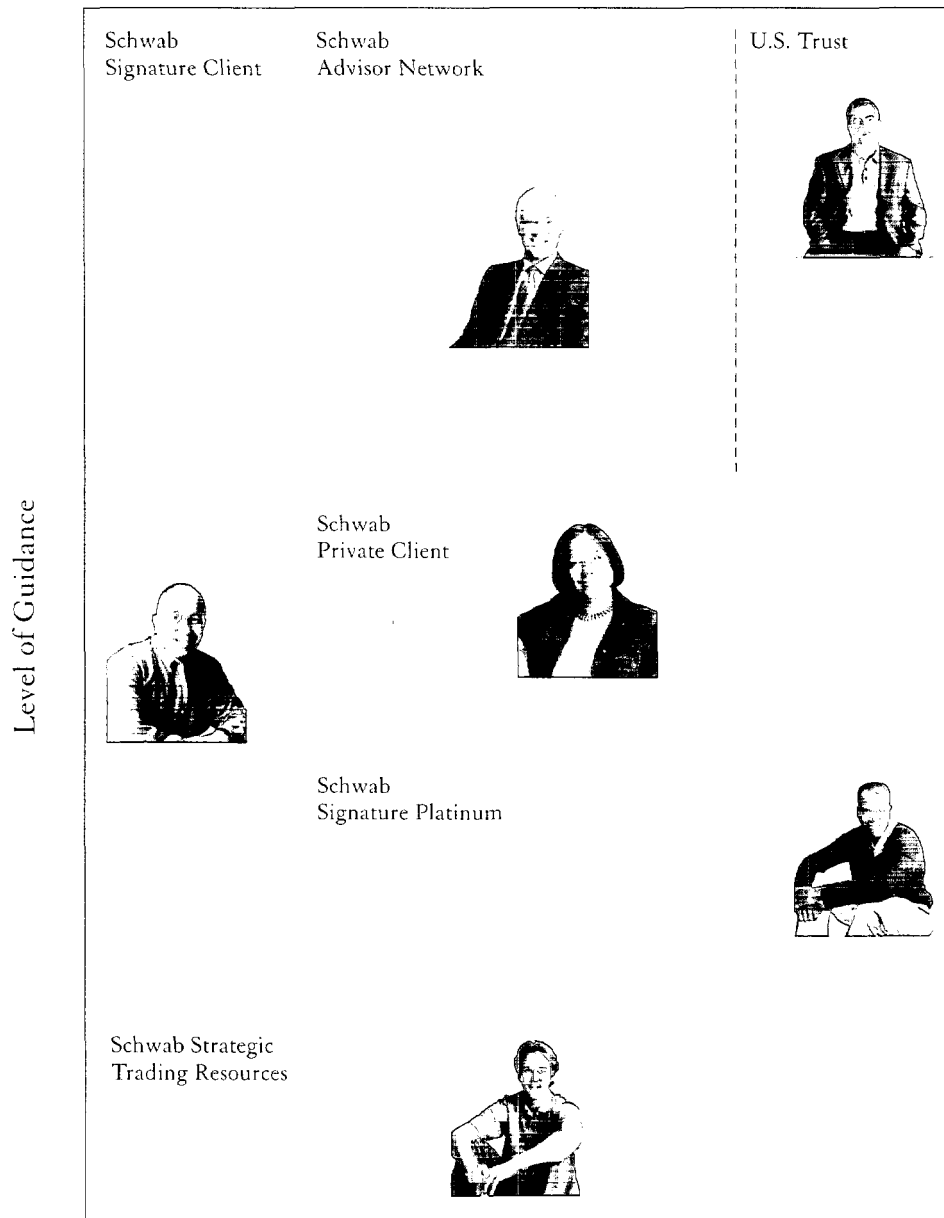 Schwab
Signature Client
Schwab
Advisor Network
U.S. Trust
Level of Guidance
Schwab
Private Client
Schwab
Signature Platinum
Schwab Strategic
Trading Resources